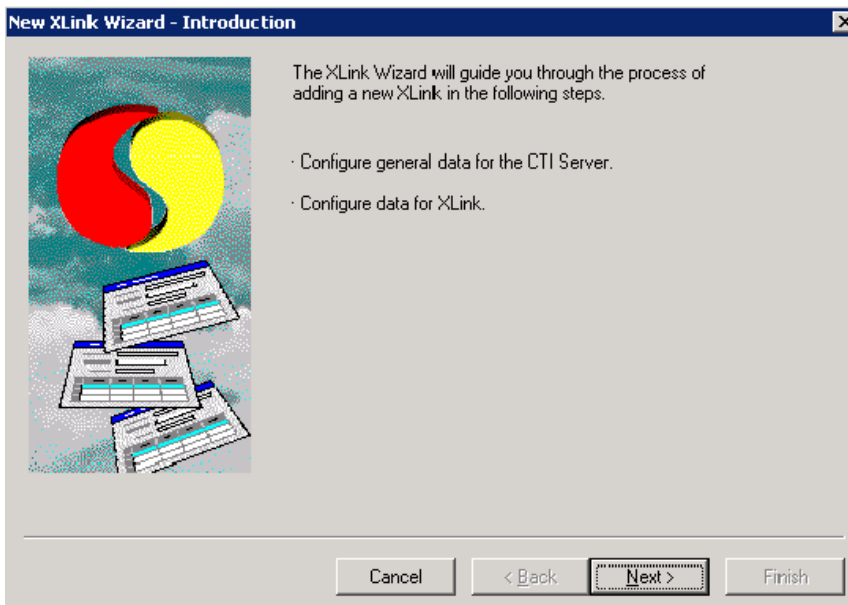 New XLink Wizard - Introduction
The XLink Wizard will guide you through the process of
adding a new XLink in the following steps.
· Configure general data for the CTI Server.
· Configure data for XLink.
Cancel
< Back
Next >
Finish